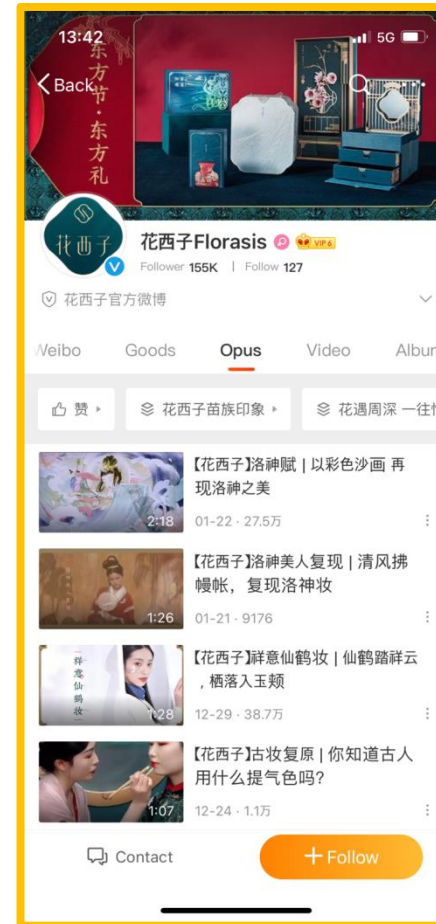 13:42
5G
Back
东方节·东方礼
花西子
花西子Florasis
VIP 6
Follower 155K | Follow 127
花西子官方微博
Weibo Goods Opus Video Album
赞
花西子苗族印象
花遇周深 一往情
【花西子】洛神赋 | 以彩色沙画 再
现洛神之美
2:18
01-22 · 27.5万
【花西子】洛神美人复现 | 清风拂
幔帐，复现洛神妆
1:26
01-21 · 9176
【花西子】祥意仙鹤妆 | 仙鹤踏祥云
，栖落入玉颊
祥意仙鹤妆
1:28
12-29 · 38.7万
【花西子】古妆复原 | 你知道古人
用什么提气色吗?
1:07
12-24 · 1.1万
Contact
+ Follow